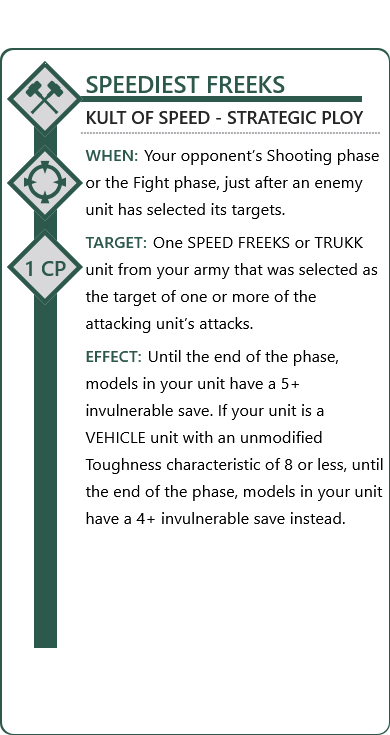 SPEEDIEST FREEKS
KULT OF SPEED - STRATEGIC PLOY
WHEN: Your opponent's Shooting phase
or the Fight phase, just after an enemy
unit has selected its targets.
TARGET: One SPEED FREEKS or TRUKK
1 CP
unit from your army that was selected as
the target of one or more of the
attacking unit's attacks.
EFFECT: Until the end of the phase,
models in your unit have a 5+
invulnerable save. If your unit is a
VEHICLE unit with an unmodified
Toughness characteristic of 8 or less, until
the end of the phase, models in your unit
have a 4+ invulnerable save instead.